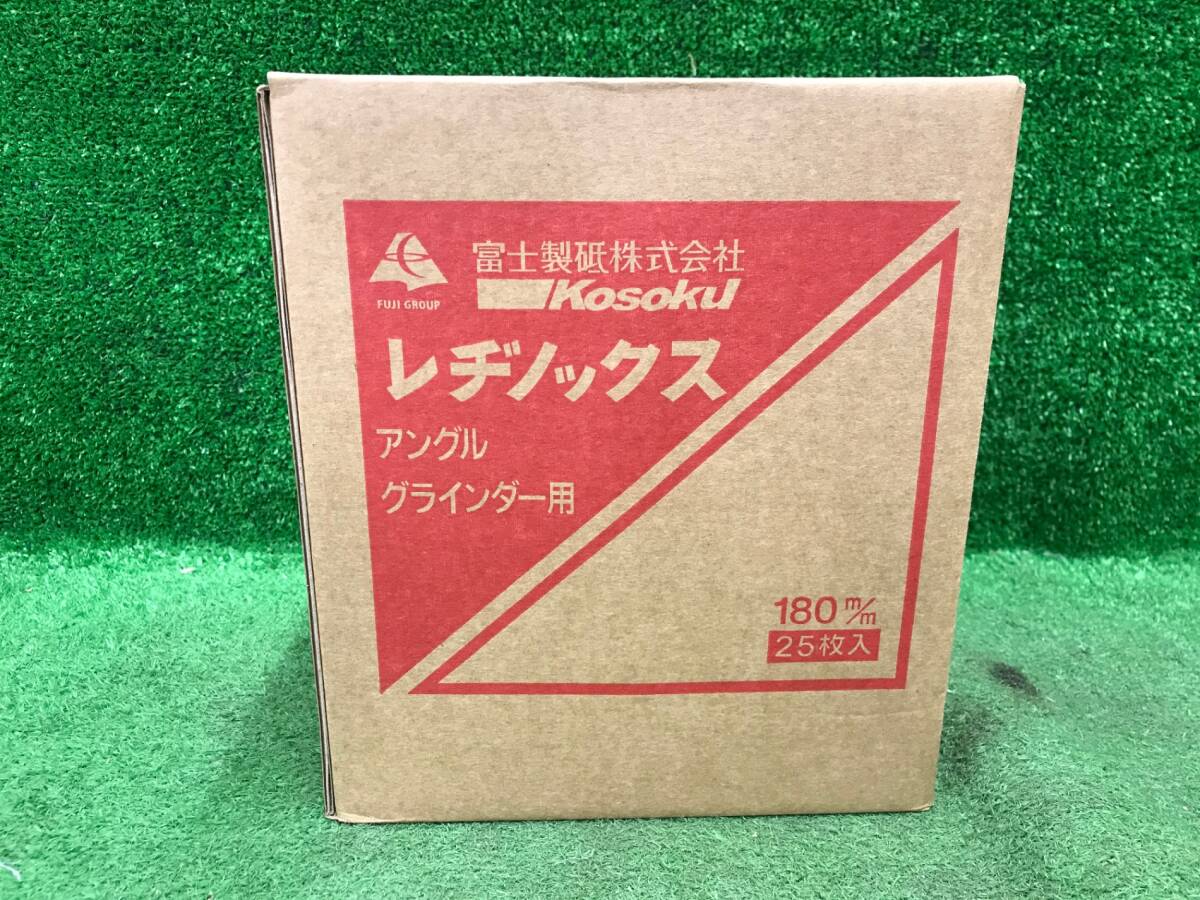 富士製砥株式会社
FUJI GROUP
Kosoku
レヂノックス
アングル
グラインダー用
180 m/m
25枚入